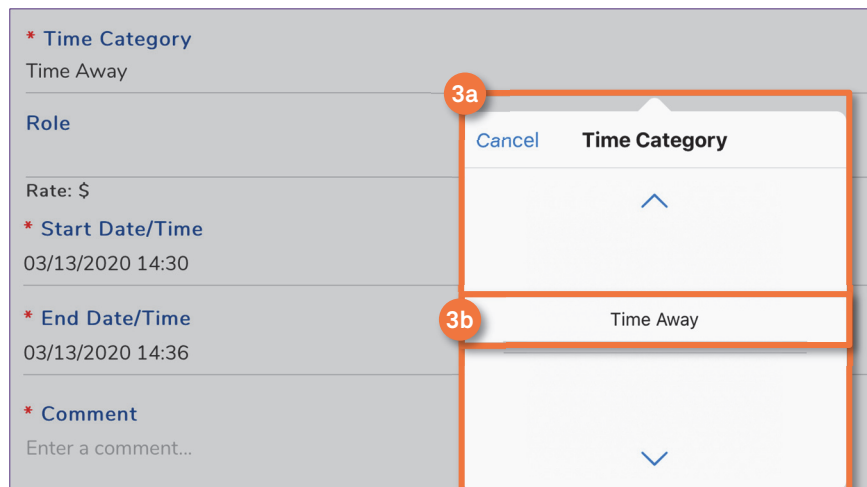 * Time Category
Time Away
Role
Rate: $
* Start Date/Time
03/13/2020 14:30
* End Date/Time
03/13/2020 14:36
* Comment
Enter a comment...
3a
Cancel Time Category
3b
Time Away